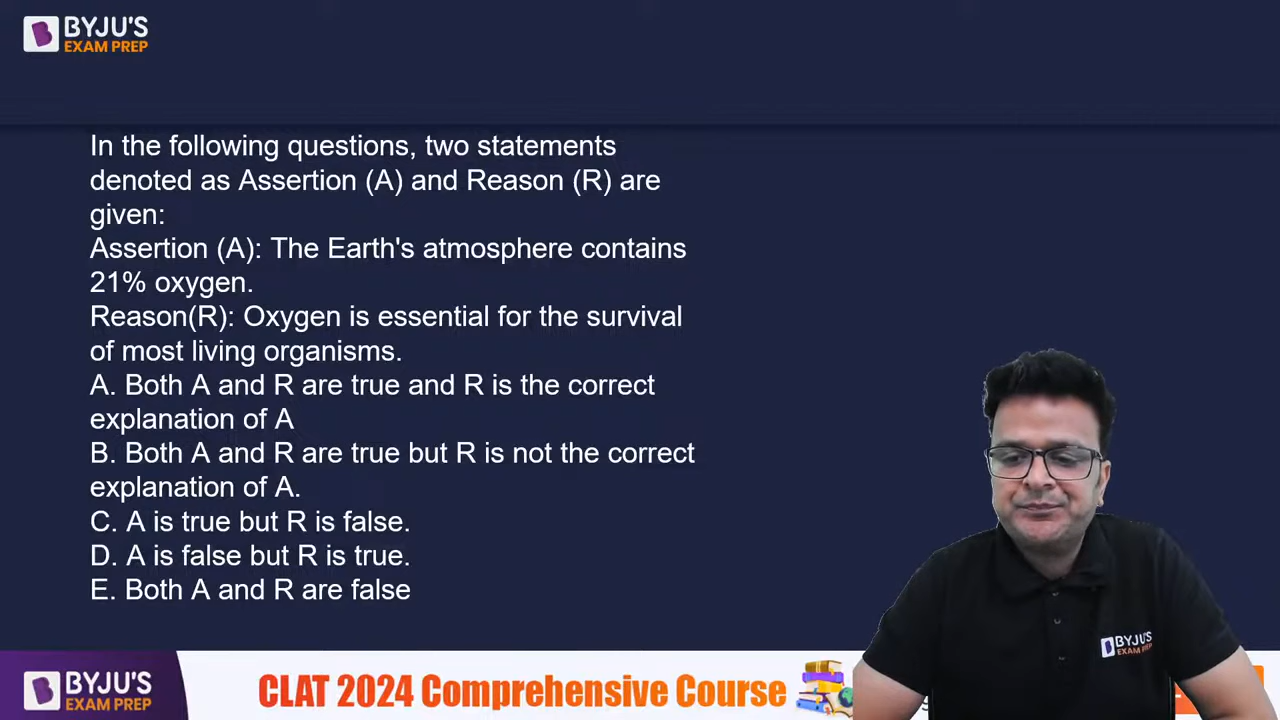 BYJU'S
EXAM PREP
In the following questions, two statements
denoted as Assertion (A) and Reason (R) are
given:
Assertion (A): The Earth's atmosphere contains
21% oxygen.
Reason(R): Oxygen is essential for the survival
of most living organisms.
A. Both A and R are true and R is the correct
explanation of A
B. Both A and R are true but R is not the correct
explanation of A.
C. A is true but R is false.
D. A is false but R is true.
E. Both A and R are false
BYJU'S
EXAM PREP
BYJU'S
EXAM PREP
CLAT 2024 Comprehensive Course